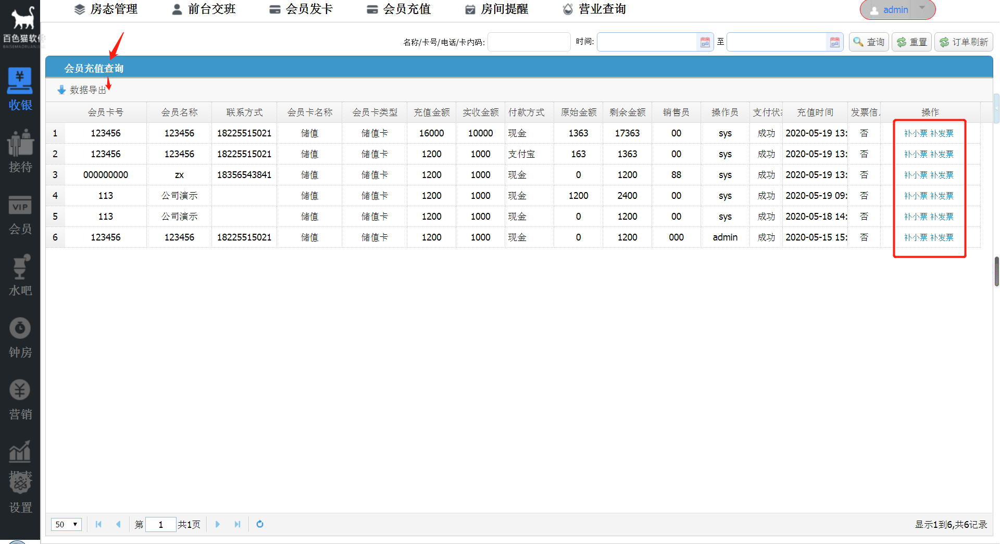 房态管理 前台交班 会员发卡 会员充值 房间提醒 营业查询 admin
百色猫软件
收银
接待
VIP
会员
水吧
钟房
营销
设置
名称/卡号/电话/卡内码: 时间: 至 查询 重置 订单刷新
会员充值查询
数据导出
会员卡号 会员名称 联系方式 会员卡名称 会员卡类型 充值金额 实收金额 付款方式 原始金额 剩余金额 销售员 操作员 支付状 充值时间 发票信 操作
1 123456 123456 18225515021 储值 储值卡 16000 10000 现金 1363 17363 00 sys 成功 2020-05-19 13: 否 补小票 补发票
2 123456 123456 18225515021 储值 储值卡 1200 1000 支付宝 163 1363 00 sys 成功 2020-05-19 13: 否 补小票 补发票
3 000000000 zx 18356543841 储值 储值卡 1200 1000 现金 0 1200 88 sys 成功 2020-05-19 13: 否 补小票 补发票
4 113 公司演示 储值 储值卡 1200 1000 现金 1200 2400 00 sys 成功 2020-05-19 09: 否 补小票 补发票
5 113 公司演示 储值 储值卡 1200 1000 现金 0 1200 00 sys 成功 2020-05-18 14: 否 补小票 补发票
6 123456 123456 18225515021 储值 储值卡 1200 1000 现金 0 1200 000 admin 成功 2020-05-15 15: 否 补小票 补发票
50 第 1 共1页 显示1到6,共6记录